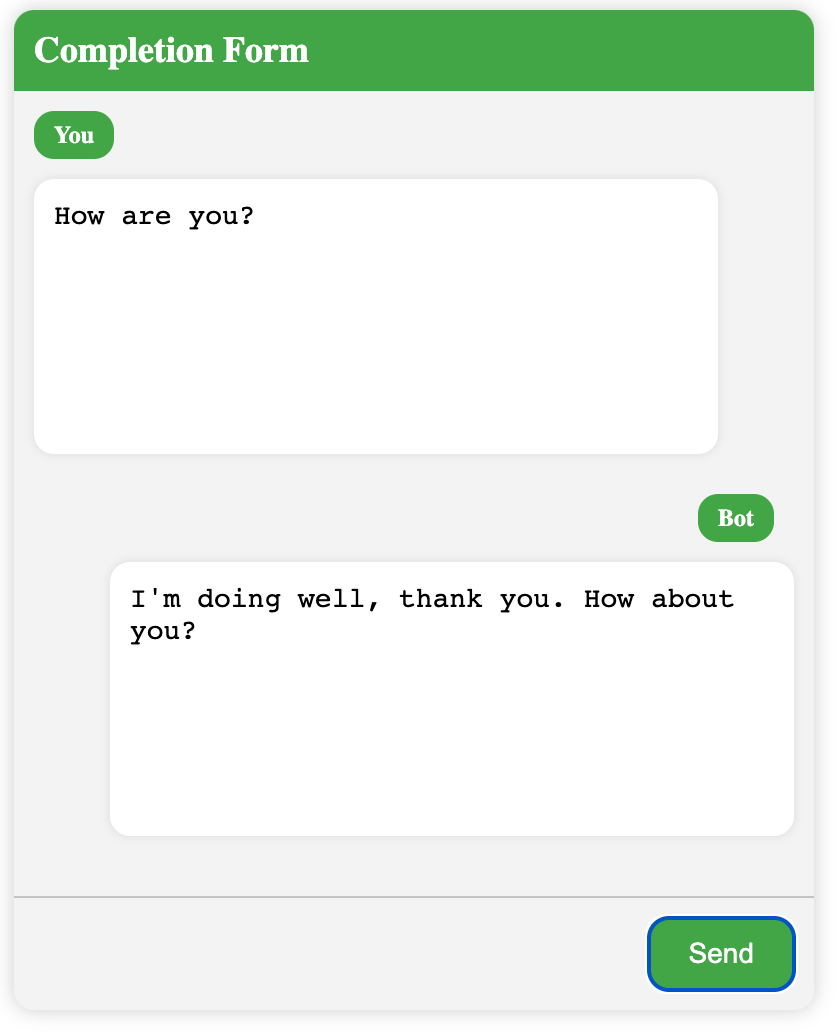 Completion Form
You
How are you?
Bot
I'm doing well, thank you. How about
you?
Send